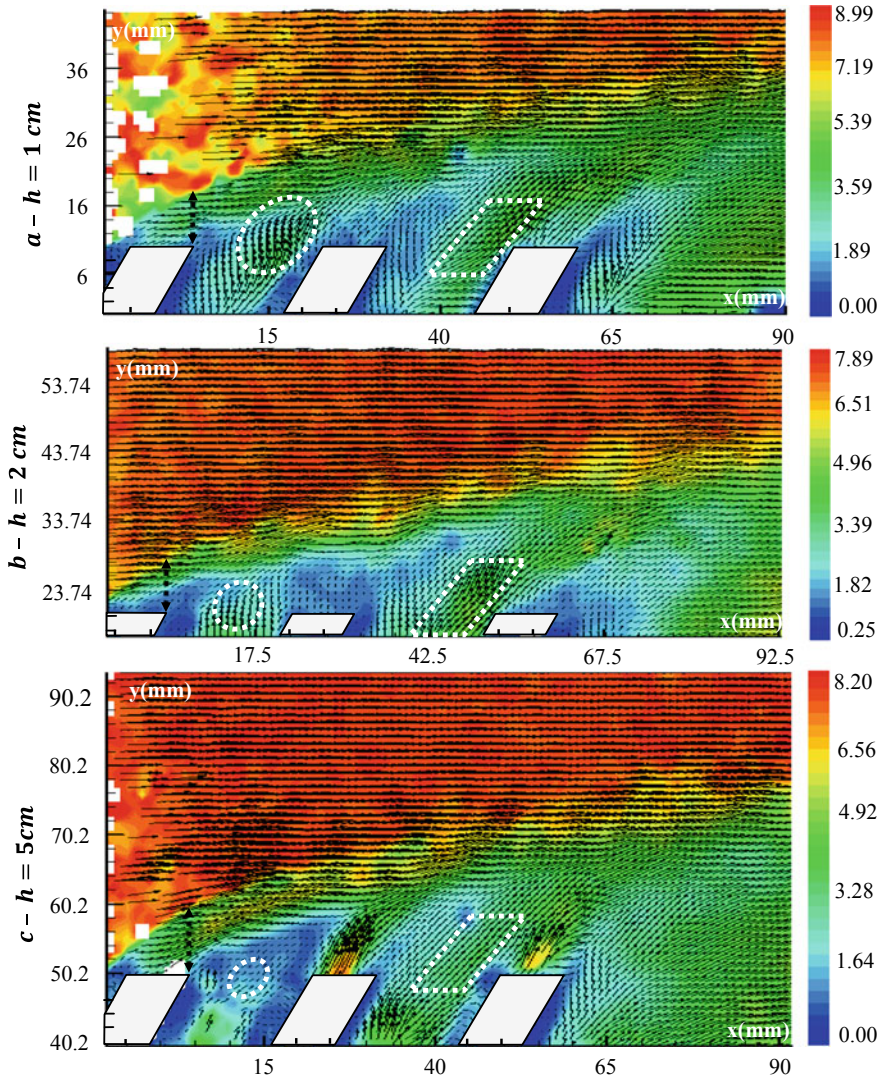 a − h = 1 cm
y(mm)
36
26
16
6
x(mm)
15 40 65 90
8.99
7.19
5.39
3.59
1.89
0.00
b − h = 2 cm
y(mm)
53.74
43.74
33.74
23.74
x(mm)
17.5 42.5 67.5 92.5
7.89
6.51
4.96
3.39
1.82
0.25
c − h = 5cm
y(mm)
90.2
80.2
70.2
60.2
50.2
40.2
x(mm)
15 40 65 90
8.20
6.56
4.92
3.28
1.64
0.00